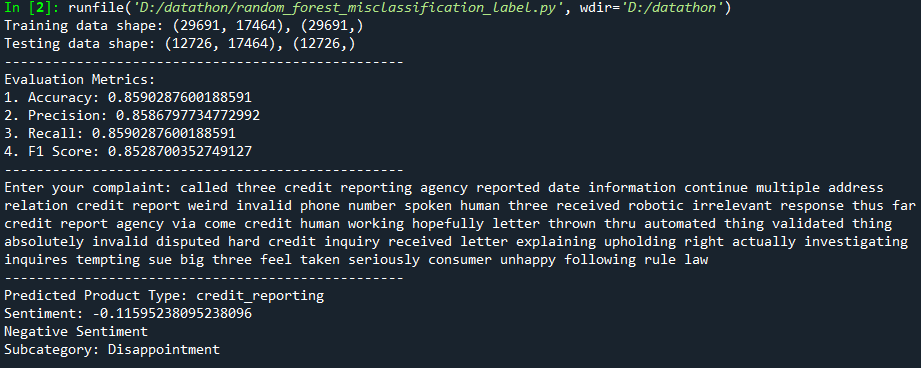 In [2]: runfile('D:/datathon/random_forest_misclassification_label.py', wdir='D:/datathon')
Training data shape: (29691, 17464), (29691,)
Testing data shape: (12726, 17464), (12726,)
--------------------------------------------------
Evaluation Metrics:
1. Accuracy: 0.8590287600188591
2. Precision: 0.8586797734772992
3. Recall: 0.8590287600188591
4. F1 Score: 0.8528700352749127
--------------------------------------------------
Enter your complaint: called three credit reporting agency reported date information continue multiple address
relation credit report weird invalid phone number spoken human three received robotic irrelevant response thus far
credit report agency via come credit human working hopefully letter thrown thru automated thing validated thing
absolutely invalid disputed hard credit inquiry received letter explaining upholding right actually investigating
inquires tempting sue big three feel taken seriously consumer unhappy following rule law
--------------------------------------------------
Predicted Product Type: credit_reporting
Sentiment: -0.11595238095238096
Negative Sentiment
Subcategory: Disappointment